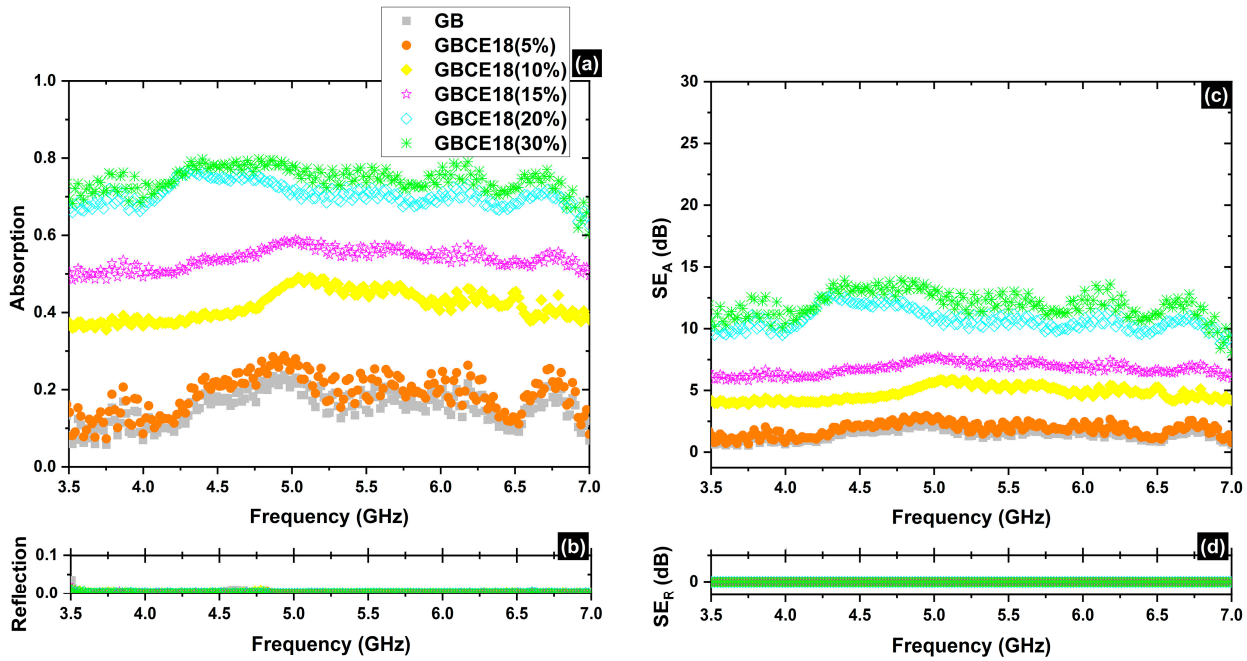 GB
GBCE18(5%)
GBCE18(10%)
GBCE18(15%)
GBCE18(20%)
GBCE18(30%)
(a)
1.0
0.8
0.6
0.4
0.2
0.0
Absorption
3.5 4.0 4.5 5.0 5.5 6.0 6.5 7.0
Frequency (GHz)
(c)
30
25
20
15
10
5
0
SE_A (dB)
3.5 4.0 4.5 5.0 5.5 6.0 6.5 7.0
Frequency (GHz)
(b)
0.1
0.0
Reflection
3.5 4.0 4.5 5.0 5.5 6.0 6.5 7.0
Frequency (GHz)
(d)
0
SE_R (dB)
3.5 4.0 4.5 5.0 5.5 6.0 6.5 7.0
Frequency (GHz)